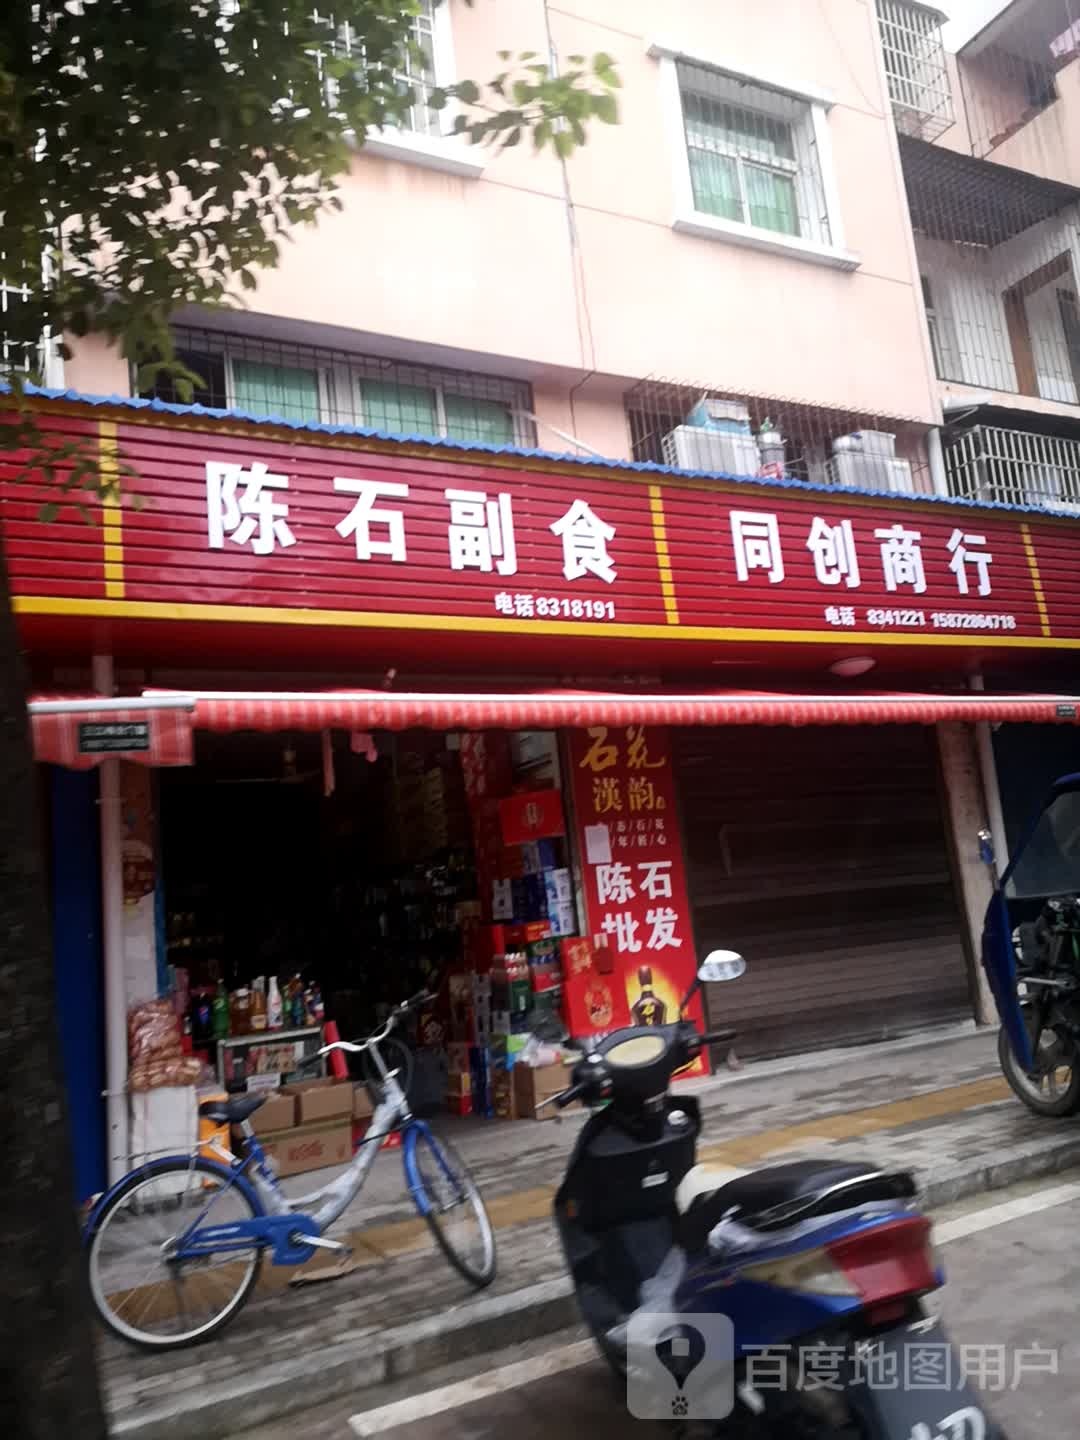 陈石副食
电话8318191
同创商行
电话 8341221 15872864718
石花
漢韵
陈石
批发
百度地图用户